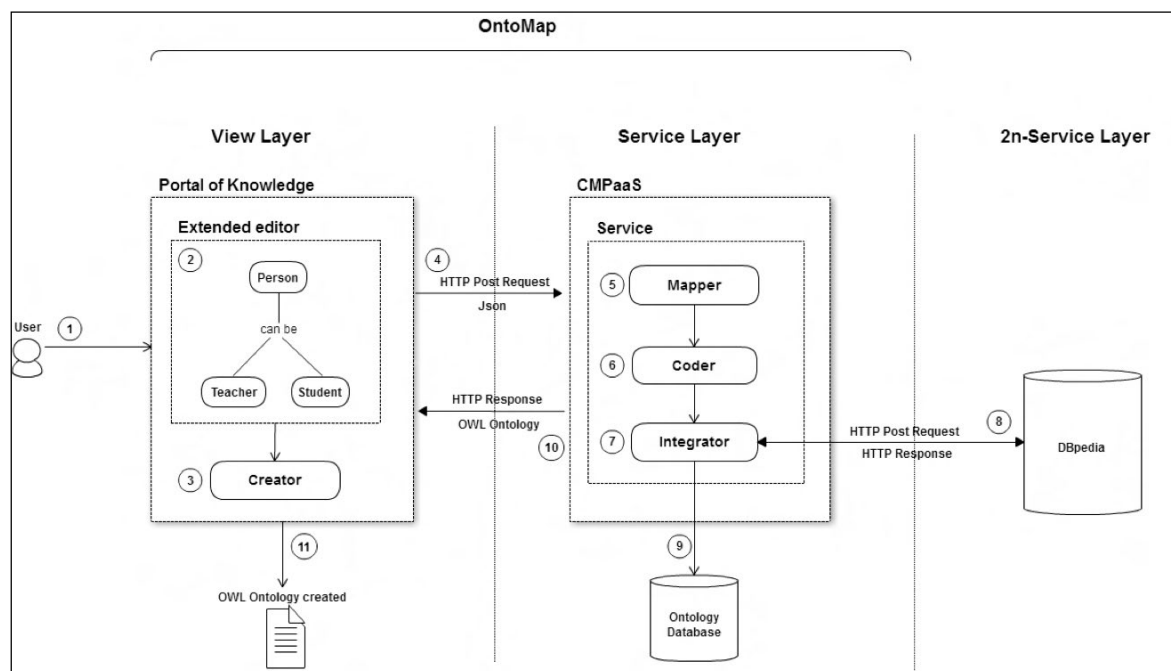 OntoMap
View Layer
Service Layer
2n-Service Layer
Portal of Knowledge
CMPaaS
Extended editor
Service
2
Person
can be
Teacher
Student
3
Creator
User
1
4
HTTP Post Request
Json
HTTP Response
OWL Ontology
10
5
Mapper
6
Coder
7
Integrator
HTTP Post Request
HTTP Response
8
DBpedia
9
Ontology
Database
11
OWL Ontology created